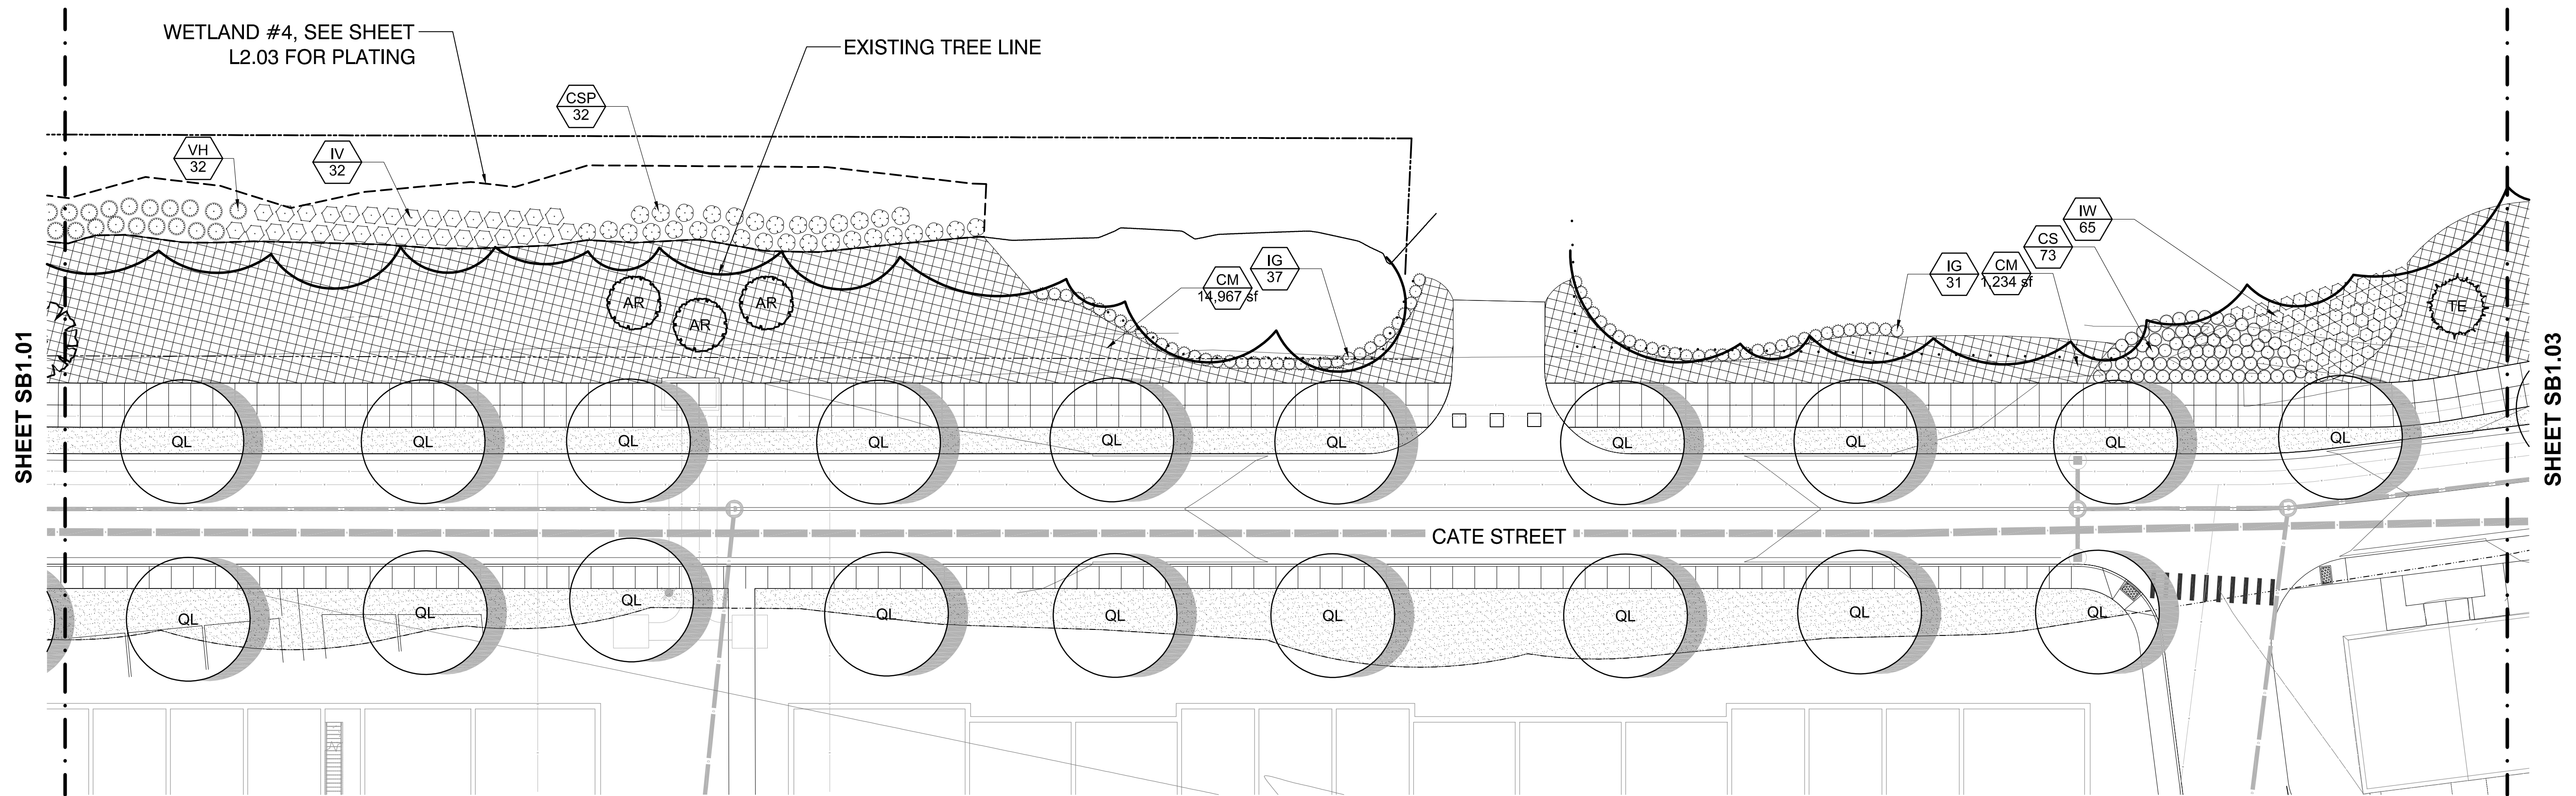 WETLAND #4, SEE SHEET
L2.03 FOR PLATING
EXISTING TREE LINE
CSP
32
VH
32
IV
32
IW
65
CS
73
IG
37
CM
14,967 sf
IG
31
CM
1,234 sf
AR
AR
AR
TE
SHEET SB1.01
SHEET SB1.03
QL
QL
QL
QL
QL
QL
QL
QL
QL
QL
D
D
D
CATE STREET
QL
QL
QL
QL
QL
QL
QL
QL
QL